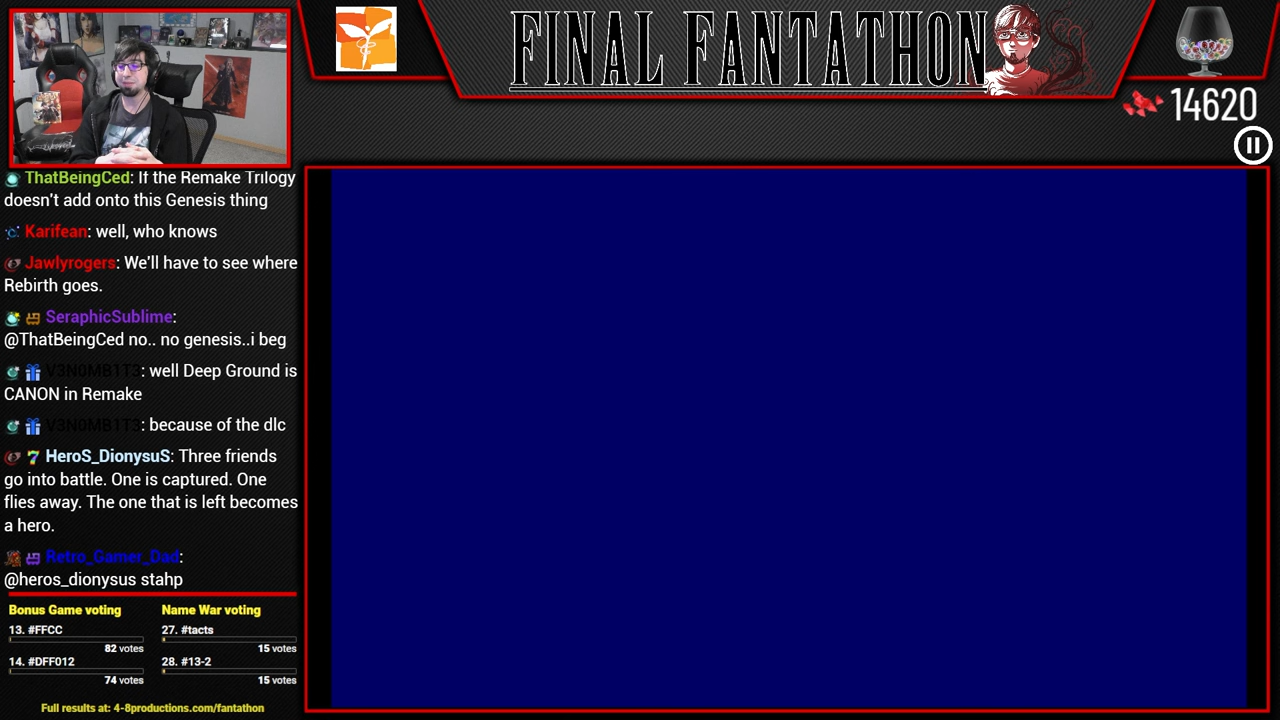 FINAL FANTATHON
14620
ThatBeingCed: If the Remake Trilogy
doesn't add onto this Genesis thing
Karifean: well, who knows
Jawlyrogers: We'll have to see where
Rebirth goes.
SeraphicSublime:
@ThatBeingCed no.. no genesis..i beg
V3N0MB1T3: well Deep Ground is
CANON in Remake
V3N0MB1T3: because of the dlc
HeroS_DionysuS: Three friends
go into battle. One is captured. One
flies away. The one that is left becomes
a hero.
Retro_Gamer_Dad:
@heros_dionysus stahp
Bonus Game voting
13. #FFCC
82 votes
14. #DFF012
74 votes
Name War voting
27. #tacts
15 votes
28. #13-2
15 votes
Full results at: 4-8productions.com/fantathon